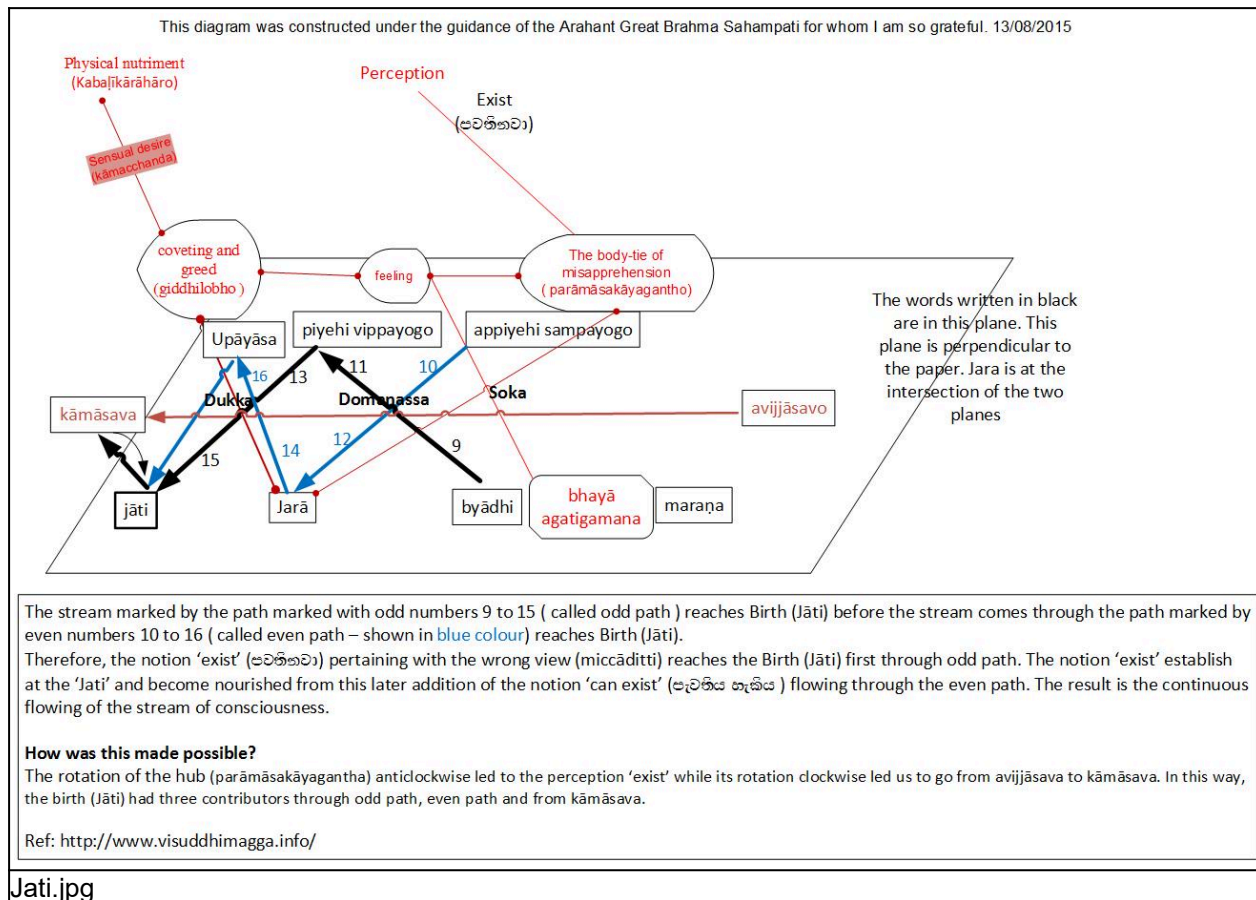 This diagram was constructed under the guidance of the Arahant Great Brahma Sahampati for whom I am so grateful. 13/08/2015
Physical nutriment
(Kabaḷīkārāhāro)
Perception
Exist
(පවතිනවා)
Sensual desire
(kāmacchanda)
coveting and
greed
(giddhilobho )
feeling
The body-tie of
misapprehension
( parāmāsakāyagantho)
The words written in black
are in this plane. This
plane is perpendicular to
the paper. Jara is at the
intersection of the two
planes
Upāyāsa
piyehi vippayogo
appiyehi sampayogo
16
13
11
10
Dukka
Domanassa
Soka
kāmāsava
avijjāsavo
15
14
12
9
jāti
Jarā
byādhi
bhayā
agatigamana
maraṇa
The stream marked by the path marked with odd numbers 9 to 15 ( called odd path ) reaches Birth (Jāti) before the stream comes through the path marked by
even numbers 10 to 16 ( called even path – shown in blue colour) reaches Birth (Jāti).
Therefore, the notion ‘exist’ (පවතිනවා) pertaining with the wrong view (miccāditti) reaches the Birth (Jāti) first through odd path. The notion ‘exist’ establish
at the ‘Jati’ and become nourished from this later addition of the notion ‘can exist’ (පැවතිය හැකිය ) flowing through the even path. The result is the continuous
flowing of the stream of consciousness.
How was this made possible?
The rotation of the hub (parāmāsakāyagantha) anticlockwise led to the perception ‘exist’ while its rotation clockwise led us to go from avijjāsava to kāmāsava. In this way,
the birth (Jāti) had three contributors through odd path, even path and from kāmāsava.
Ref: http://www.visuddhimagga.info/
Jati.jpg